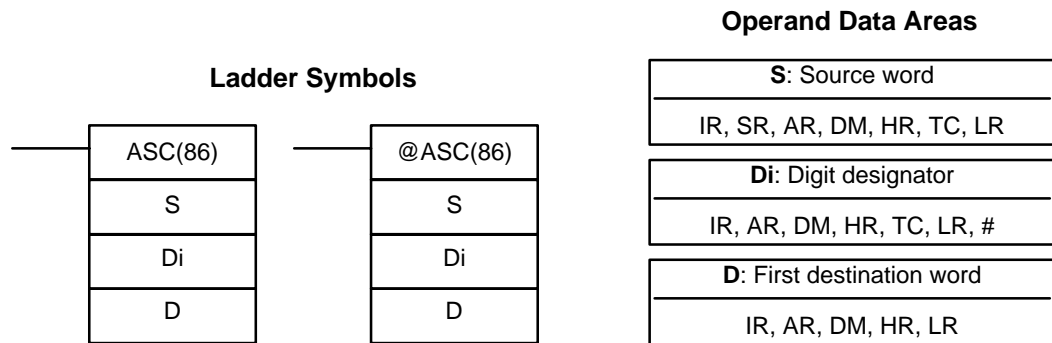 Ladder Symbols
ASC(86)
S
Di
D
@ASC(86)
S
Di
D
Operand Data Areas
S: Source word
IR, SR, AR, DM, HR, TC, LR
Di: Digit designator
IR, AR, DM, HR, TC, LR, #
D: First destination word
IR, AR, DM, HR, LR